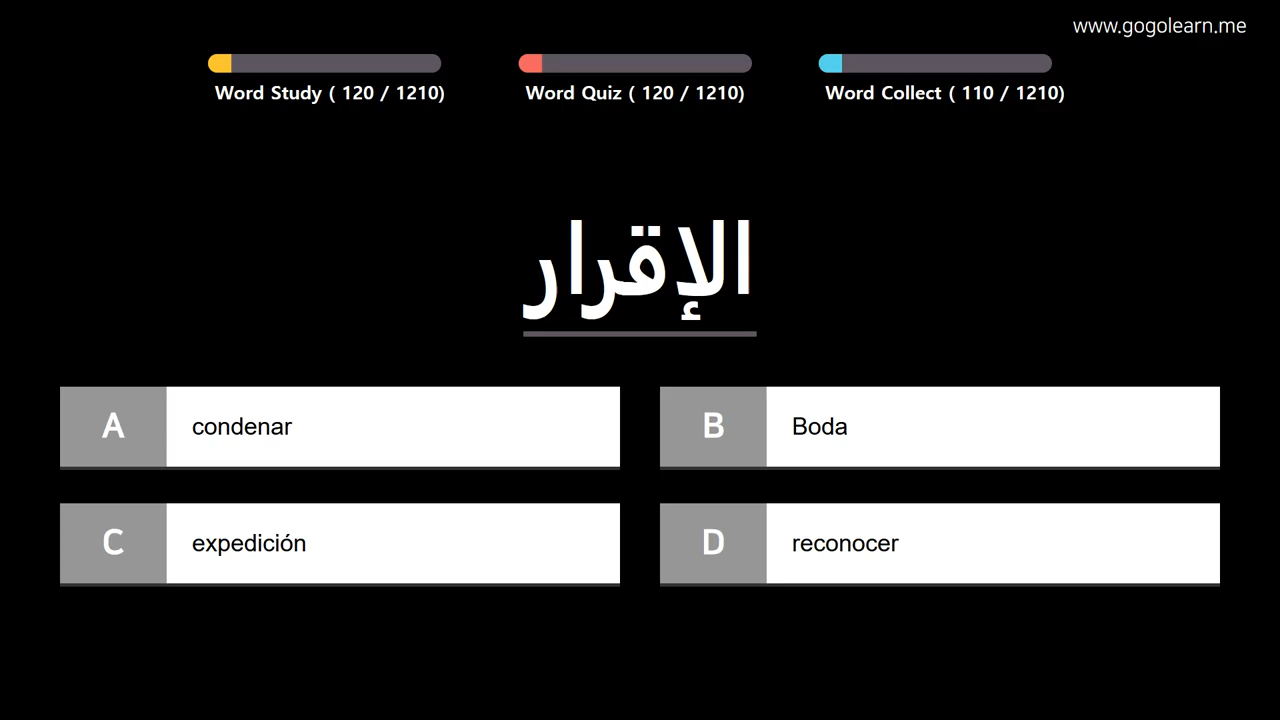 www.gogolearn.me
Word Study ( 120 / 1210)
Word Quiz ( 120 / 1210)
Word Collect ( 110 / 1210)
الإقرار
A condenar
B Boda
C expedición
D reconocer